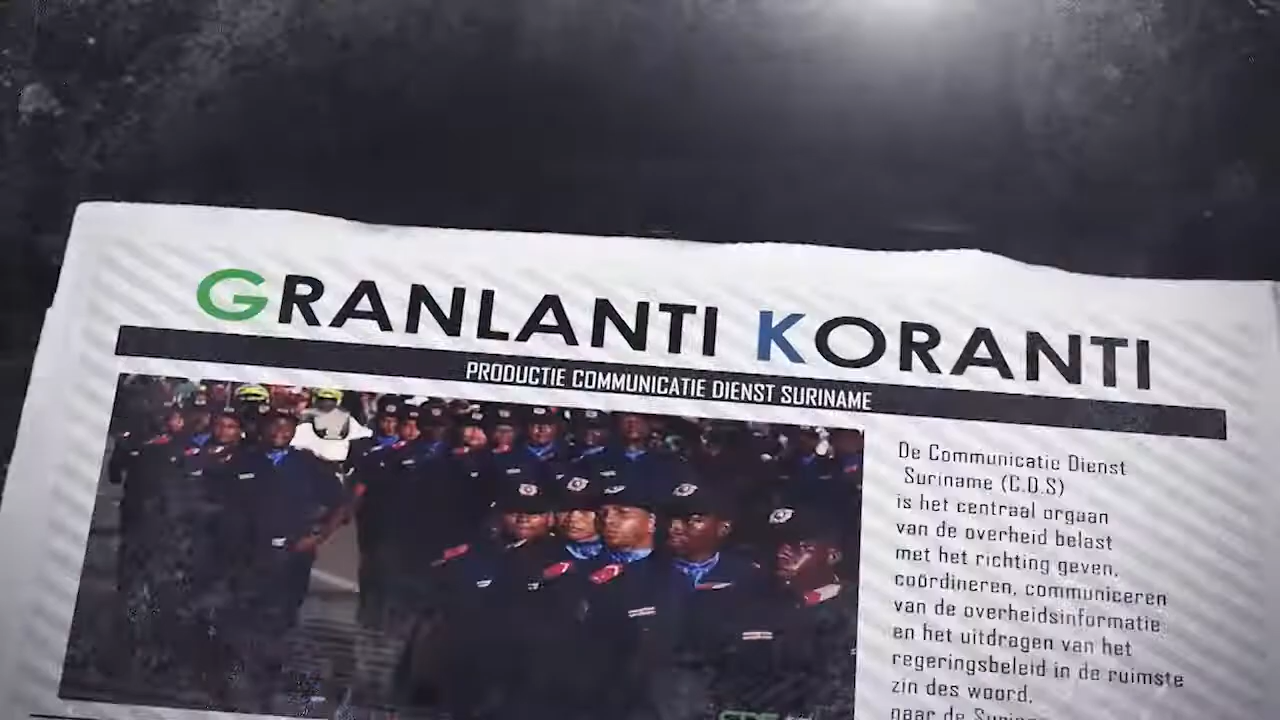 GRANLANTI KORANTI
PRODUCTIE COMMUNICATIE DIENST SURINAME
De Communicatie Dienst
Suriname (C.D.S)
is het centraal orgaan
van de overheid belast
met het richting geven,
coördineren, communiceren
van de overheidsinformatie
en het uitdragen van het
regeringsbeleid in de ruimste
zin des woord,
naar de